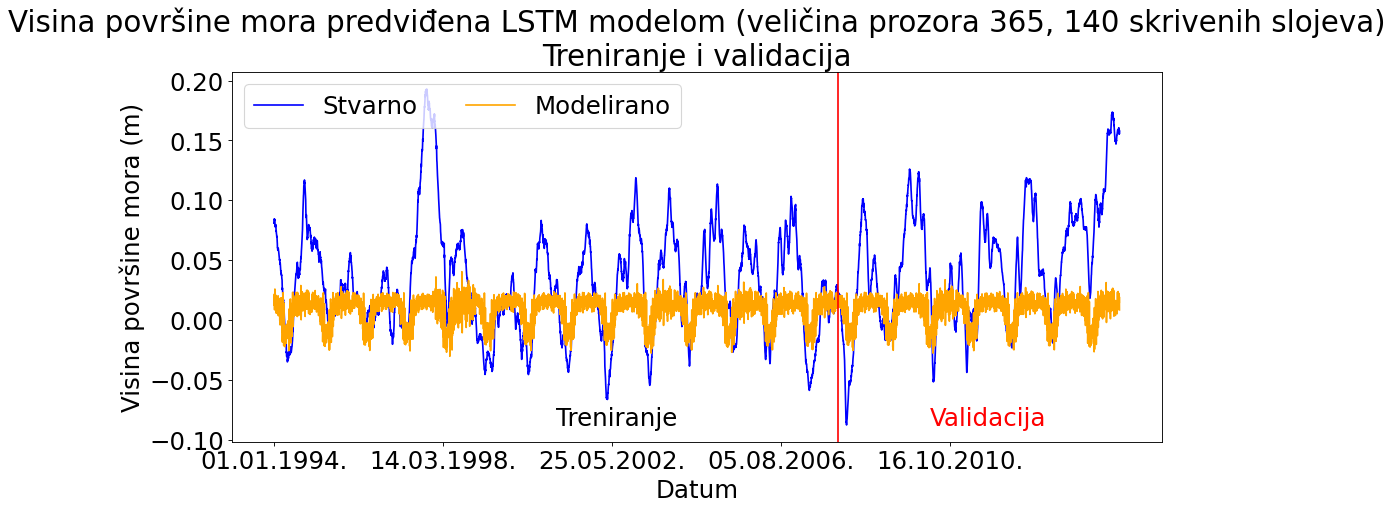 Visina površine mora predviđena LSTM modelom (veličina prozora 365, 140 skrivenih slojeva)
Treniranje i validacija
Stvarno Modelirano
Visina površine mora (m)
0.20
0.15
0.10
0.05
0.00
−0.05
−0.10
Treniranje Validacija
01.01.1994. 14.03.1998. 25.05.2002. 05.08.2006. 16.10.2010.
Datum